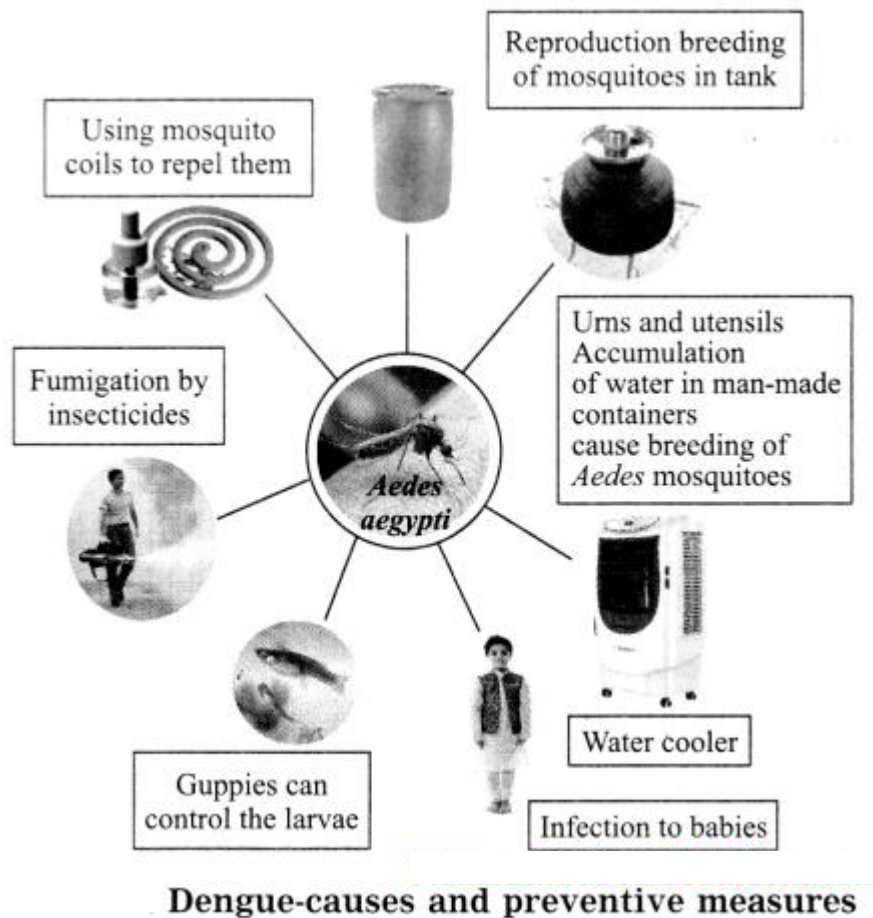 Reproduction breeding
of mosquitoes in tank
Using mosquito
coils to repel them
Urns and utensils
Accumulation
of water in man-made
containers
cause breeding of
Aedes mosquitoes
Fumigation by
insecticides
Aedes
aegypti
Water cooler
Guppies can
control the larvae
Infection to babies
Dengue-causes and preventive measures